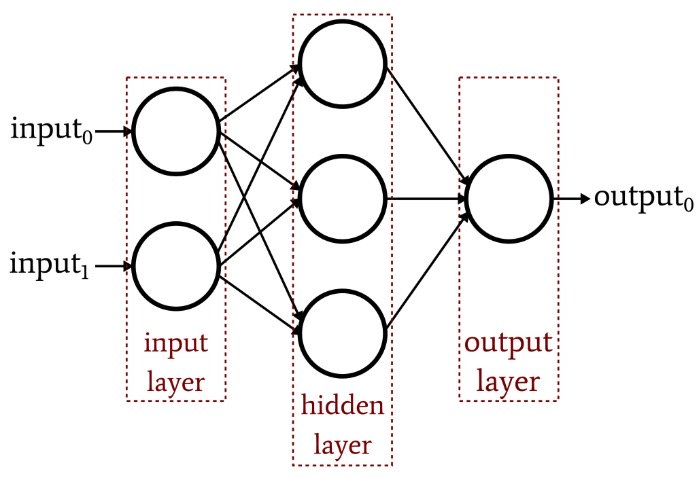 input₀
input₁
output₀
input
layer
hidden
layer
output
layer